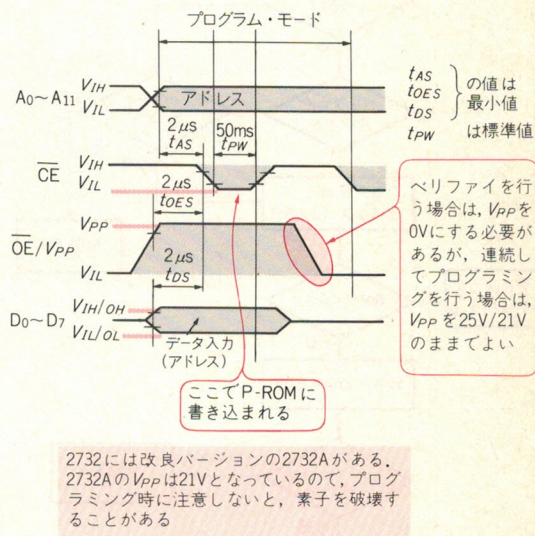 プログラム・モード
A₀～A₁₁
VIH
VIL
アドレス
2μs
tAS
50ms
tPW
tAS
tOES
tDS
の値は
最小値
tPW
は標準値
CE
VIH
VIL
2μs
tOES
OE/VPP
VPP
VIL
2μs
tDS
D₀～D₇
VIH/OH
VIL/OL
データ入力
(アドレス)
ここでP-ROMに
書き込まれる
ベリファイを行
う場合は，VPPを
0Vにする必要が
あるが，連続し
てプログラミン
グを行う場合は，
VPPを25V/21V
のままでよい
2732には改良バージョンの2732Aがある．
2732AのVPPは21Vとなっているので，プログ
ラミング時に注意しないと，素子を破壊す
ることがある